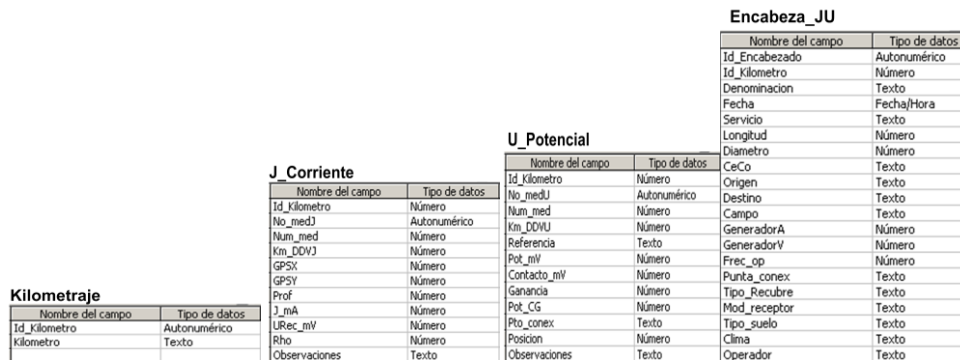 Kilometraje
Nombre del campo Tipo de datos
Id_Kilometro Autonumérico
Kilometro Texto
J_Corriente
Nombre del campo Tipo de datos
Id_Kilometro Número
No_medJ Autonumérico
Num_med Número
Km_DDVJ Número
GPSX Número
GPSY Número
Prof Número
J_mA Número
URec_mV Número
Rho Número
Observaciones Texto
U_Potencial
Nombre del campo Tipo de datos
Id_Kilometro Número
No_medU Autonumérico
Num_med Número
Km_DDVU Número
Referencia Texto
Pot_mV Número
Contacto_mV Número
Ganancia Número
Pot_CG Número
Pto_conex Texto
Posicion Número
Observaciones Texto
Encabeza_JU
Nombre del campo Tipo de datos
Id_Encabezado Autonumérico
Id_Kilometro Número
Denominacion Texto
Fecha Fecha/Hora
Servicio Texto
Longitud Número
Diametro Número
CeCo Texto
Origen Texto
Destino Texto
Campo Texto
GeneradorA Número
GeneradorV Número
Frec_op Número
Punta_conex Texto
Tipo_Recubre Texto
Mod_receptor Texto
Tipo_suelo Texto
Clima Texto
Operador Texto